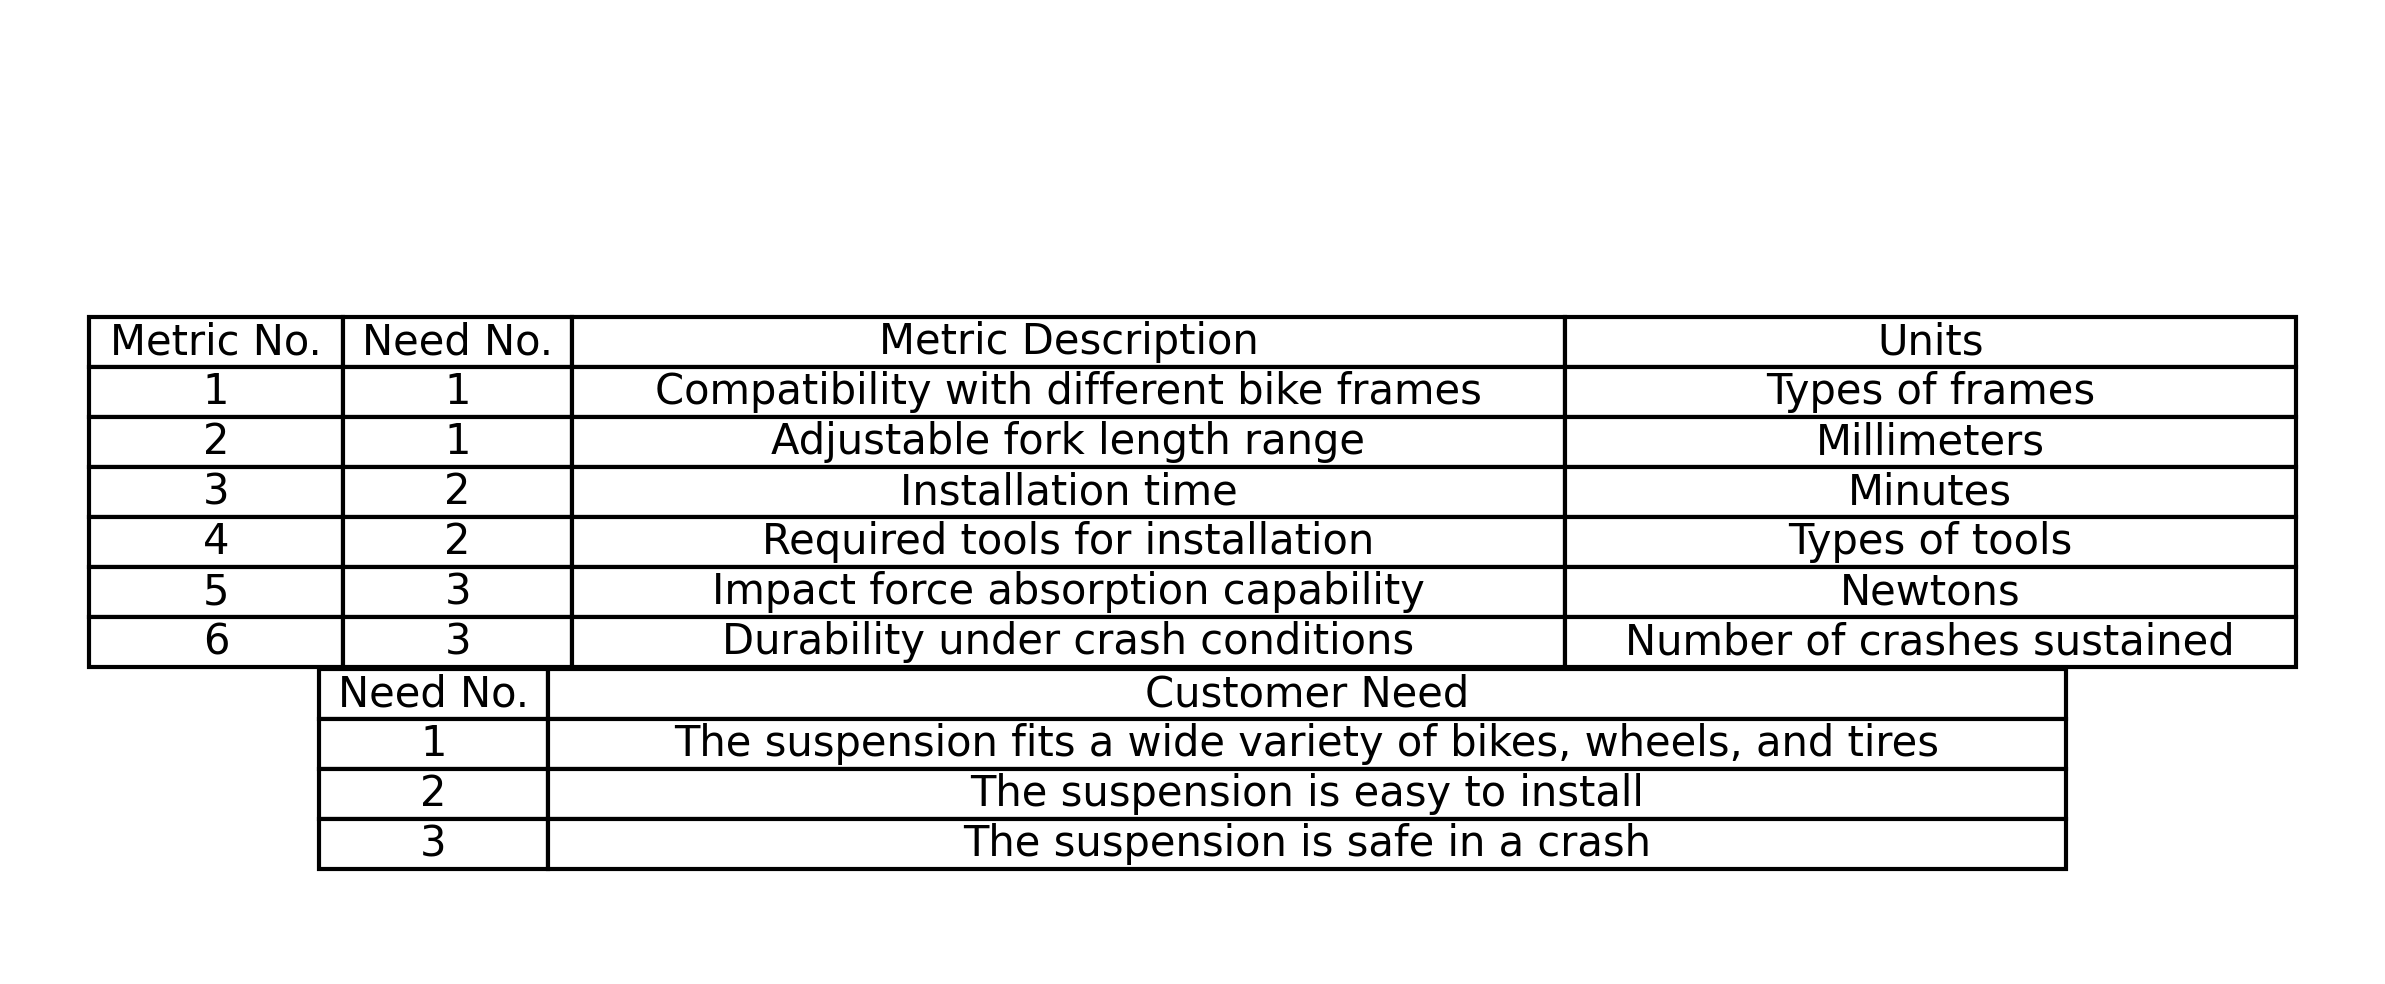 Metric No. Need No. Metric Description Units
1 1 Compatibility with different bike frames Types of frames
2 1 Adjustable fork length range Millimeters
3 2 Installation time Minutes
4 2 Required tools for installation Types of tools
5 3 Impact force absorption capability Newtons
6 3 Durability under crash conditions Number of crashes sustained
Need No. Customer Need
1 The suspension fits a wide variety of bikes, wheels, and tires
2 The suspension is easy to install
3 The suspension is safe in a crash